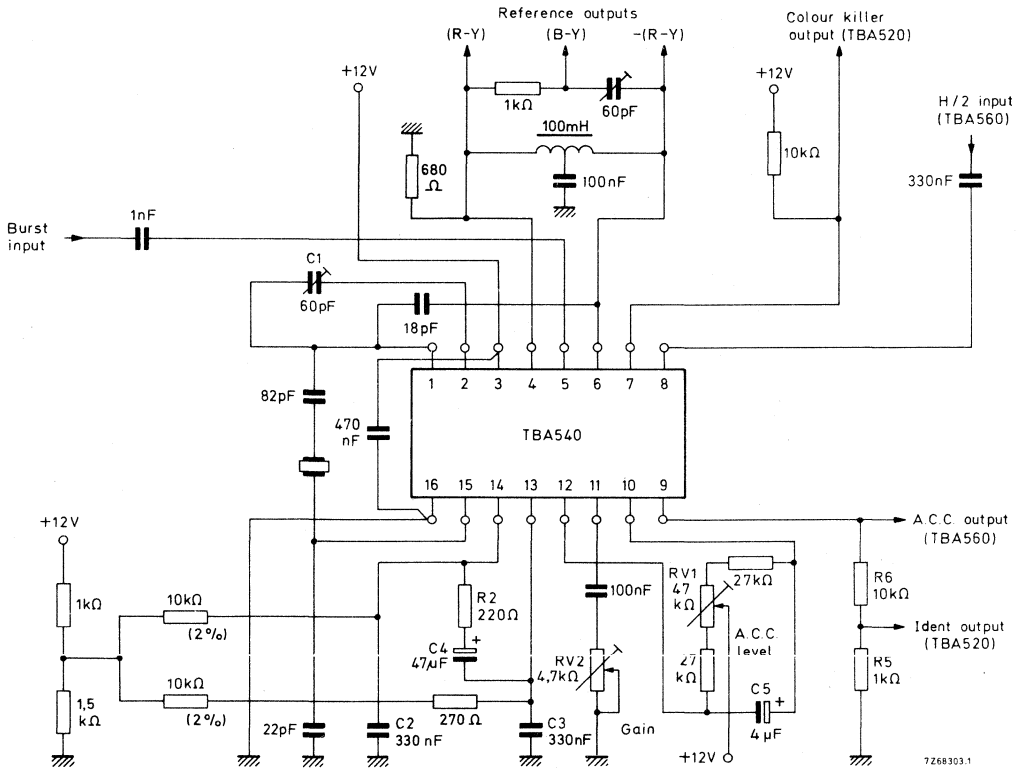 Reference outputs
(R-Y) (B-Y) -(R-Y)
Colour killer
output (TBA520)
+12V
+12V
H/2 input
(TBA560)
1kΩ
60pF
100mH
680
Ω
100nF
10kΩ
330nF
Burst
input
1nF
C1
60pF
18pF
1 2 3 4 5 6 7 8
82pF
470
nF
TBA540
16 15 14 13 12 11 10 9
+12V
A.C.C. output
(TBA560)
1kΩ
10kΩ
(2%)
R2
220Ω
C4
+
47µF
100nF
RV1
47
kΩ
27kΩ
R6
10kΩ
A.C.C.
level
Ident output
(TBA520)
1,5
kΩ
10kΩ
(2%)
270Ω
RV2
4,7kΩ
27
kΩ
R5
1kΩ
22pF
C2
330nF
C3
330nF
Gain
C5
+
4µF
+12V
7Z68303.1